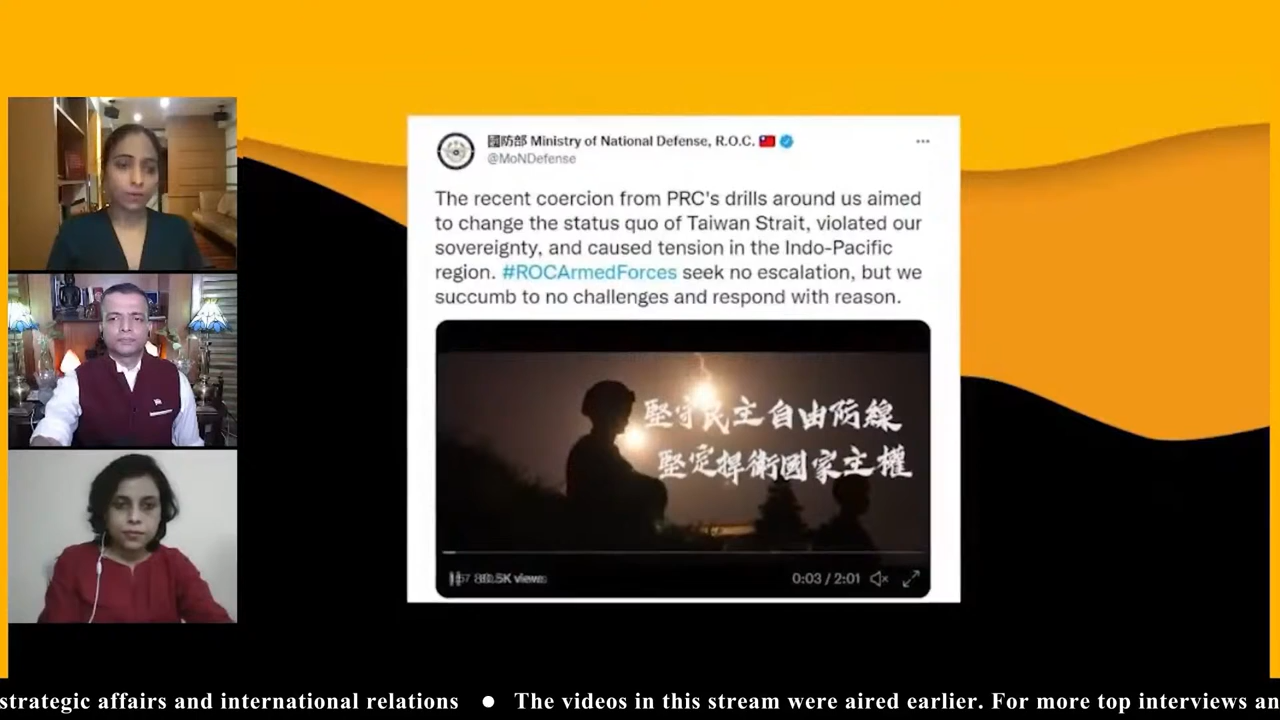 國防部 Ministry of National Defense, R.O.C.
@MoNDefense
The recent coercion from PRC's drills around us aimed
to change the status quo of Taiwan Strait, violated our
sovereignty, and caused tension in the Indo-Pacific
region. #ROCArmedForces seek no escalation, but we
succumb to no challenges and respond with reason.
堅守民主自由防線
堅定捍衛國家主權
views
0:03 / 2:01
strategic affairs and international relations ● The videos in this stream were aired earlier. For more top interviews an